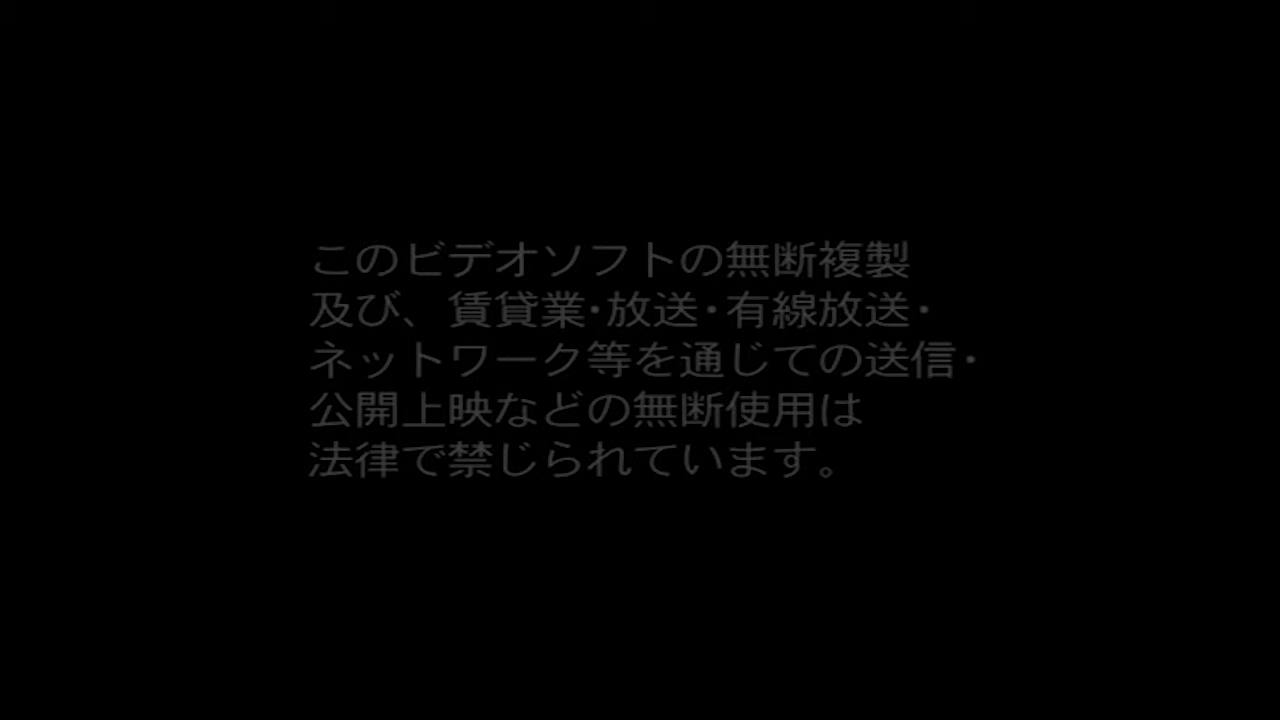 このビデオソフトの無断複製
及び、賃貸業・放送・有線放送・
ネットワーク等を通じての送信・
公開上映などの無断使用は
法律で禁じられています。